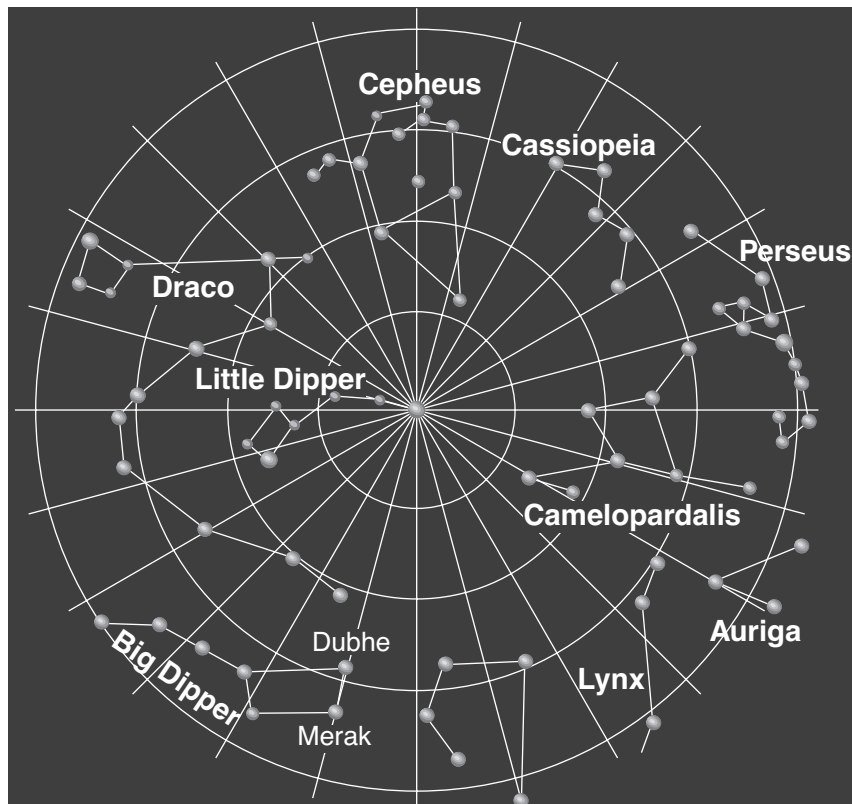 Cepheus
Cassiopeia
Perseus
Draco
Little Dipper
Camelopardalis
Auriga
Dubhe
Big Dipper
Lynx
Merak